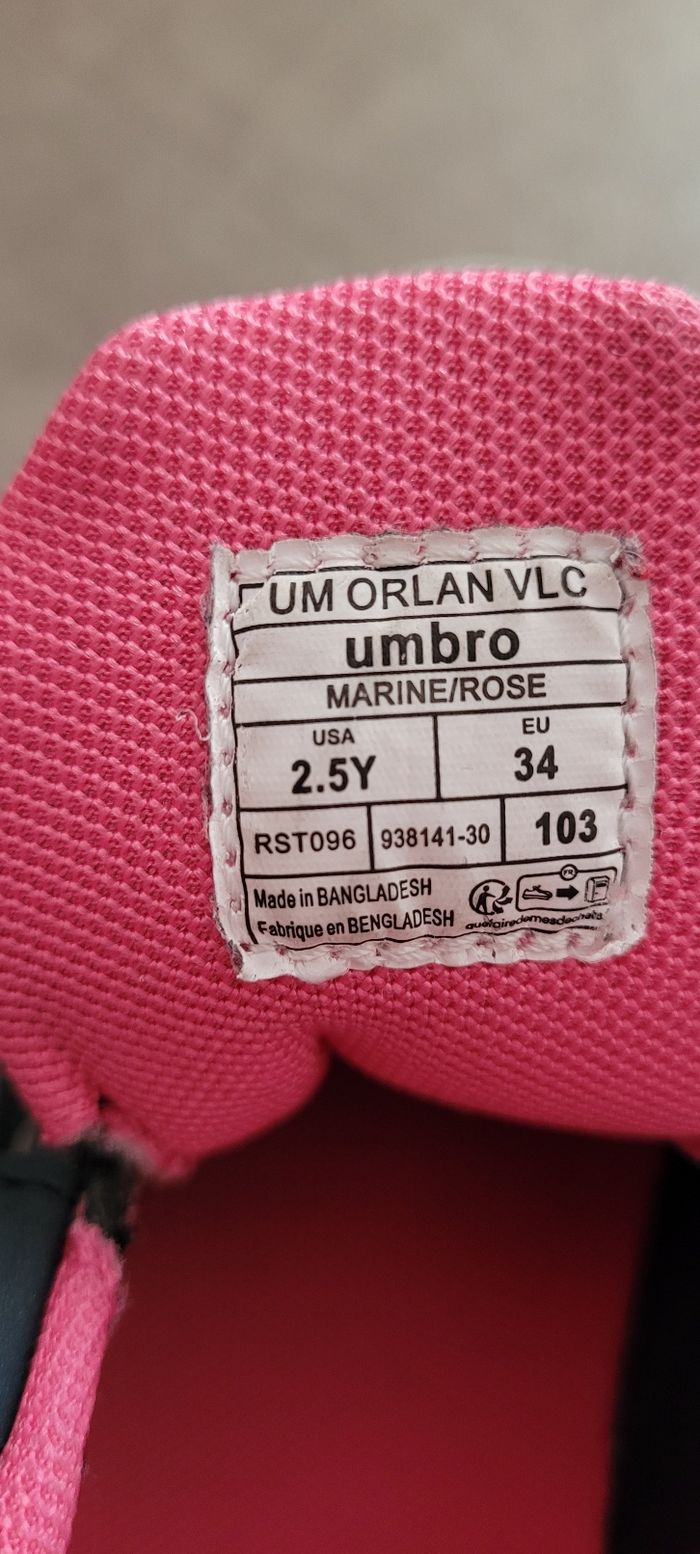 UM ORLAN VLC
umbro
MARINE/ROSE
USA
2.5Y
EU
34
RST096
938141-30
103
Made in BANGLADESH
FR
Fabrique en BENGLADESH